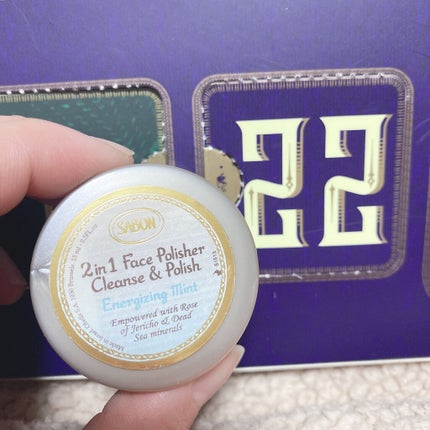 22
SABON
2in1 Face Polisher
Cleanse & Polish
Energizing Mint
Empowered with Rose
of Jericho & Dead
Sea minerals